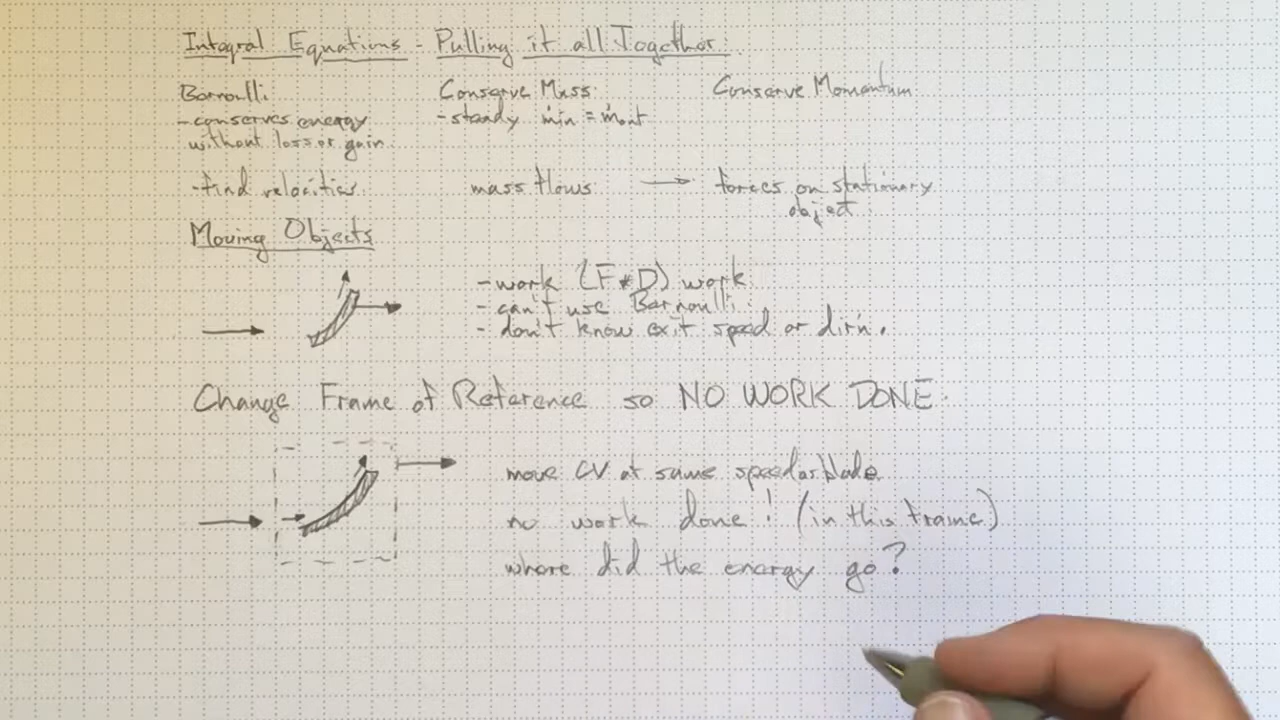 Integral Equations - Pulling it all Together
Bernoulli
- conserves energy
without loss or gain
- find velocities
Conserve Mass
- steady ṁin = ṁout
mass flows →
Conserve Momentum
forces on stationary
object
Moving Objects
- work (F*D) work
- can't use Bernoulli
- don't know exit speed or dir'n.
Change Frame of Reference so NO WORK DONE.
move CV at same speed as blade
no work done! (in this frame)
where did the energy go?